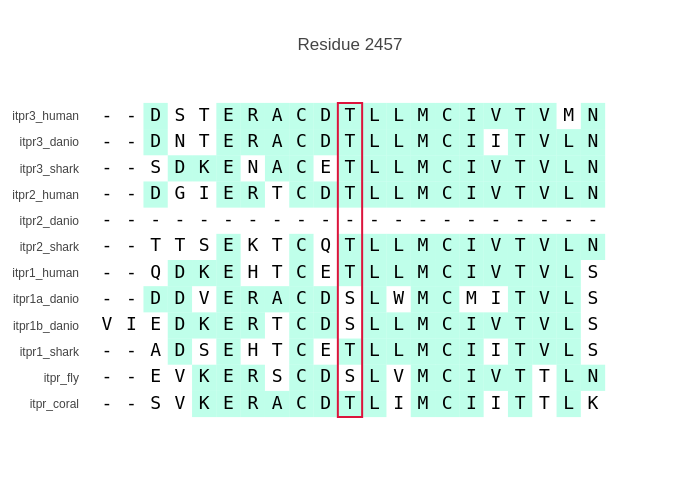 Residue 2457
itpr3_human - - D S T E R A C D T L L M C I V T V M N
itpr3_danio - - D N T E R A C D T L L M C I I T V L N
itpr3_shark - - S D K E N A C E T L L M C I V T V L N
itpr2_human - - D G I E R T C D T L L M C I V T V L N
itpr2_danio - - - - - - - - - - - - - - - - - - - - -
itpr2_shark - - T T S E K T C Q T L L M C I V T V L N
itpr1_human - - Q D K E H T C E T L L M C I V T V L S
itpr1a_danio - - D D V E R A C D S L W M C M I T V L S
itpr1b_danio V I E D K E R T C D S L L M C I V T V L S
itpr1_shark - - A D S E H T C E T L L M C I I T V L S
itpr_fly - - E V K E R S C D S L V M C I V T T L N
itpr_coral - - S V K E R A C D T L I M C I I T T L K